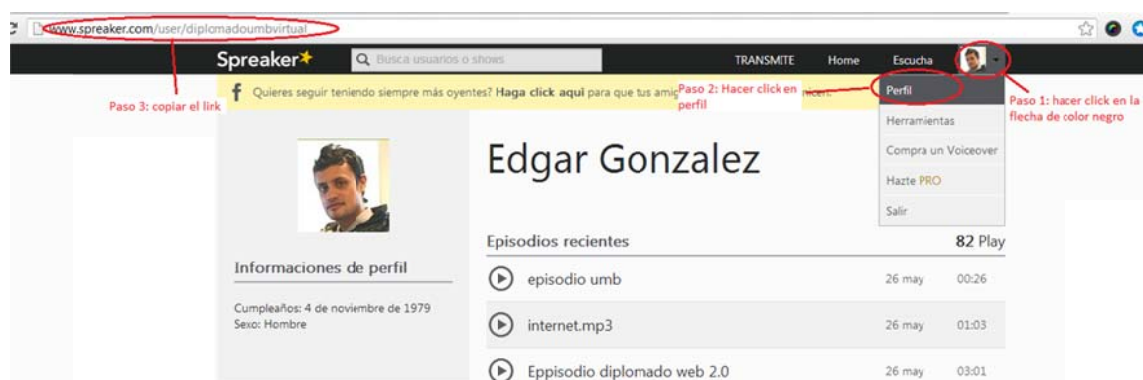 www.spreaker.com/user/diplomadoumbvirtual
Spreaker
Busca usuarios o shows
TRANSMITE Home Escucha
Paso 3: copiar el lirk
f Quieres seguir teniendo siempre más oyentes? Haga click aqui para que tus amig
Paso 2: Hacer click en
perfil
Perfil
Paso 1: hacer click en la
flecha de color negro
Herramientas
Compra un Voiceover
Hazte PRO
Salir
Edgar Gonzalez
Informaciones de perfil
Cumpleaños: 4 de noviembre de 1979
Sexo: Hombre
Episodios recientes 82 Play
episodio umb 26 may 00:26
internet.mp3 26 may 01:03
Eppisodio diplomado web 2.0 26 may 03:01